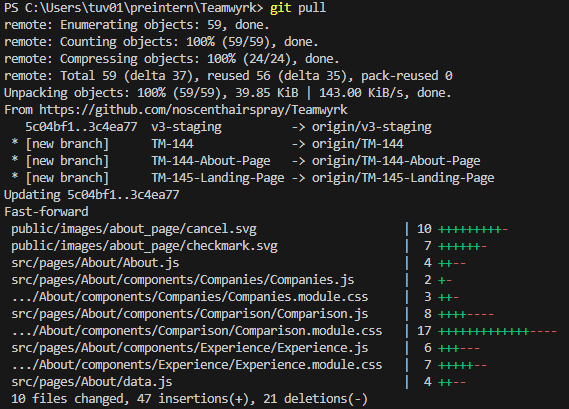 PS C:\Users\tuv01\preintern\Teamwyrk> git pull
remote: Enumerating objects: 59, done.
remote: Counting objects: 100% (59/59), done.
remote: Compressing objects: 100% (24/24), done.
remote: Total 59 (delta 37), reused 56 (delta 35), pack-reused 0
Unpacking objects: 100% (59/59), 39.85 KiB | 143.00 KiB/s, done.
From https://github.com/noscenthairspray/Teamwyrk
   5c04bf1..3c4ea77  v3-staging        -> origin/v3-staging
 * [new branch]      TM-144            -> origin/TM-144
 * [new branch]      TM-144-About-Page -> origin/TM-144-About-Page
 * [new branch]      TM-145-Landing-Page -> origin/TM-145-Landing-Page
Updating 5c04bf1..3c4ea77
Fast-forward
 public/images/about_page/cancel.svg                | 10 +++++++++-
 public/images/about_page/checkmark.svg             |  7 ++++++-
 src/pages/About/About.js                           |  4 ++--
 src/pages/About/components/Companies/Companies.js  |  2 +-
 .../About/components/Companies/Companies.module.css |  3 ++-
 src/pages/About/components/Comparison/Comparison.js |  8 ++++----
 .../About/components/Comparison/Comparison.module.css | 17 +++++++++++++----
 src/pages/About/components/Experience/Experience.js |  6 +++---
 .../About/components/Experience/Experience.module.css |  7 +++++--
 src/pages/About/data.js                            |  4 ++--
 10 files changed, 47 insertions(+), 21 deletions(-)